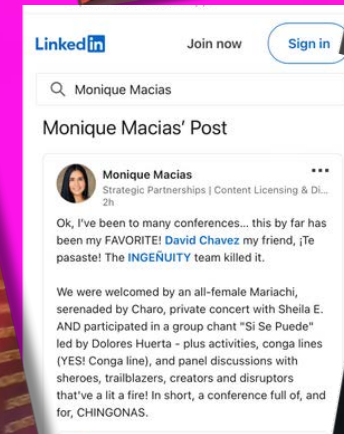 Linkedin
Join now
Sign in
Monique Macias
Monique Macias' Post
Monique Macias
Strategic Partnerships | Content Licensing & Di...
2h
Ok, I've been to many conferences... this by far has
been my FAVORITE! David Chavez my friend, ¡Te
pasaste! The INGEÑUITY team killed it.
We were welcomed by an all-female Mariachi,
serenaded by Charo, private concert with Sheila E.
AND participated in a group chant "Si Se Puede"
led by Dolores Huerta - plus activities, conga lines
(YES! Conga line), and panel discussions with
sheroes, trailblazers, creators and disruptors
that've a lit a fire! In short, a conference full of, and
for, CHINGONAS.